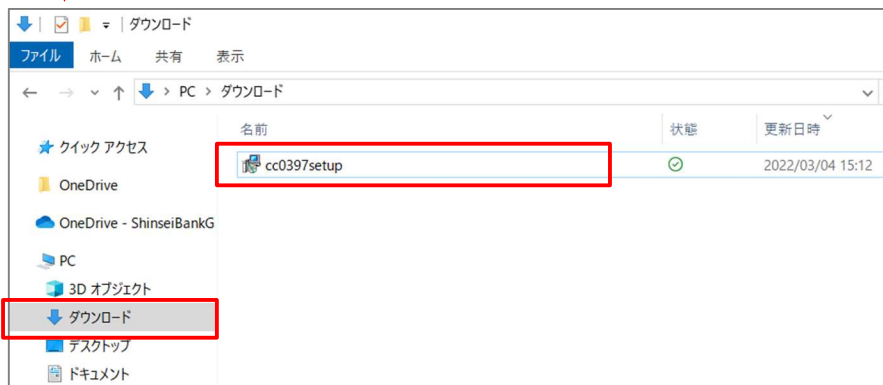 ダウンロード
ファイル ホーム 共有 表示
PC > ダウンロード
名前 状態 更新日時
クイック アクセス
cc0397setup 2022/03/04 15:12
OneDrive
OneDrive - ShinseiBankG
PC
3D オブジェクト
ダウンロード
デスクトップ
ドキュメント